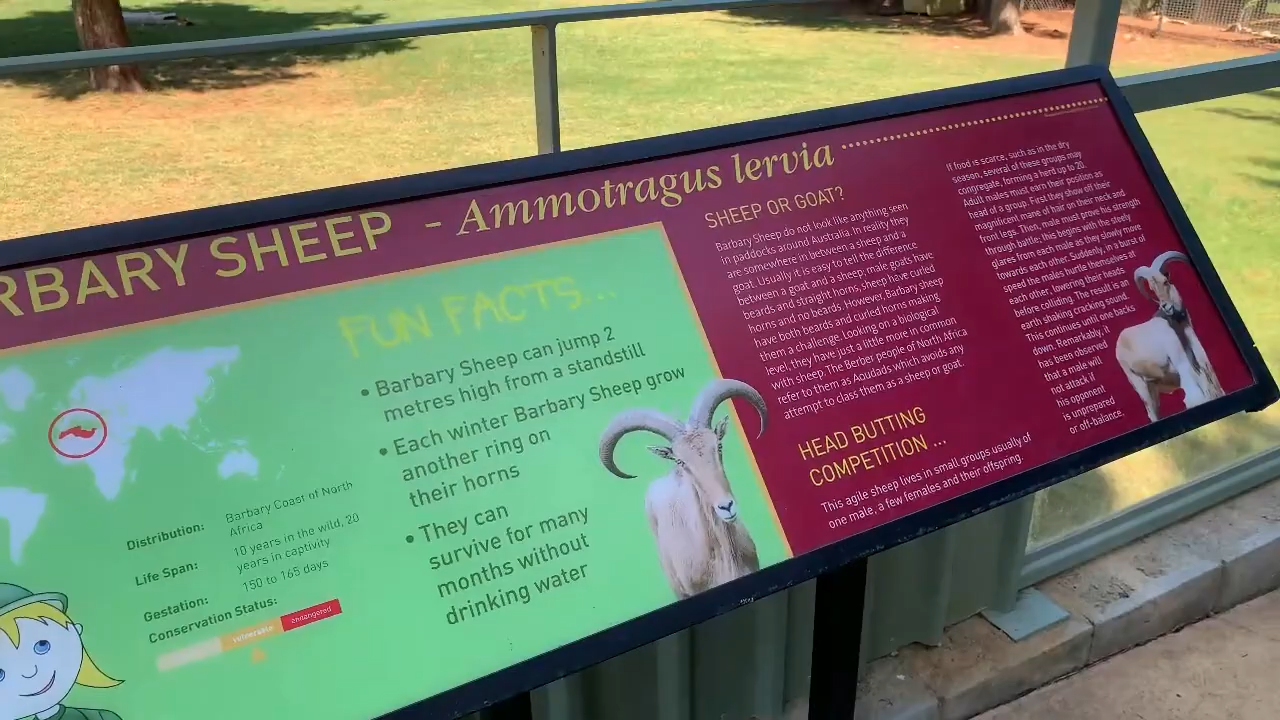 RBARY SHEEP - Ammotragus lervia
FUN FACTS...
• Barbary Sheep can jump 2
metres high from a standstill
• Each winter Barbary Sheep grow
another ring on
their horns
• They can
survive for many
months without
drinking water
Distribution: Barbary Coast of North
Africa
Life Span: 10 years in the wild, 20
years in captivity
Gestation: 150 to 165 days
Conservation Status:
vulnerable endangered
SHEEP OR GOAT?
Barbary Sheep do not look like anything seen
in paddocks around Australia. In reality they
are somewhere in between a sheep and a
goat. Usually it is easy to tell the difference
between a goat and a sheep: male goats have
beards and straight horns, sheep have curled
horns and no beards. However, Barbary sheep
have both beards and curled horns making
them a challenge. Looking on a biological
level, they have just a little more in common
with sheep. The Berber people of North Africa
refer to them as Aoudads which avoids any
attempt to class them as a sheep or goat.
HEAD BUTTING
COMPETITION ...
This agile sheep lives in small groups usually of
one male, a few females and their offspring.
If food is scarce, such as in the dry
season, several of these groups may
congregate, forming a herd up to 20.
Adult males must earn their position as
head of a group. First they show off their
magnificent mane of hair on their neck and
front legs. Then, male must prove his strength
through battle; this begins with the steely
glares from each male as they slowly move
towards each other. Suddenly, in a burst of
speed the males hurtle themselves at
each other, lowering their heads
before colliding. The result is an
earth shaking cracking sound.
This continues until one backs
down. Remarkably, it
has been observed
that a male will
not attack if
his opponent
is unprepared
or off-balance.